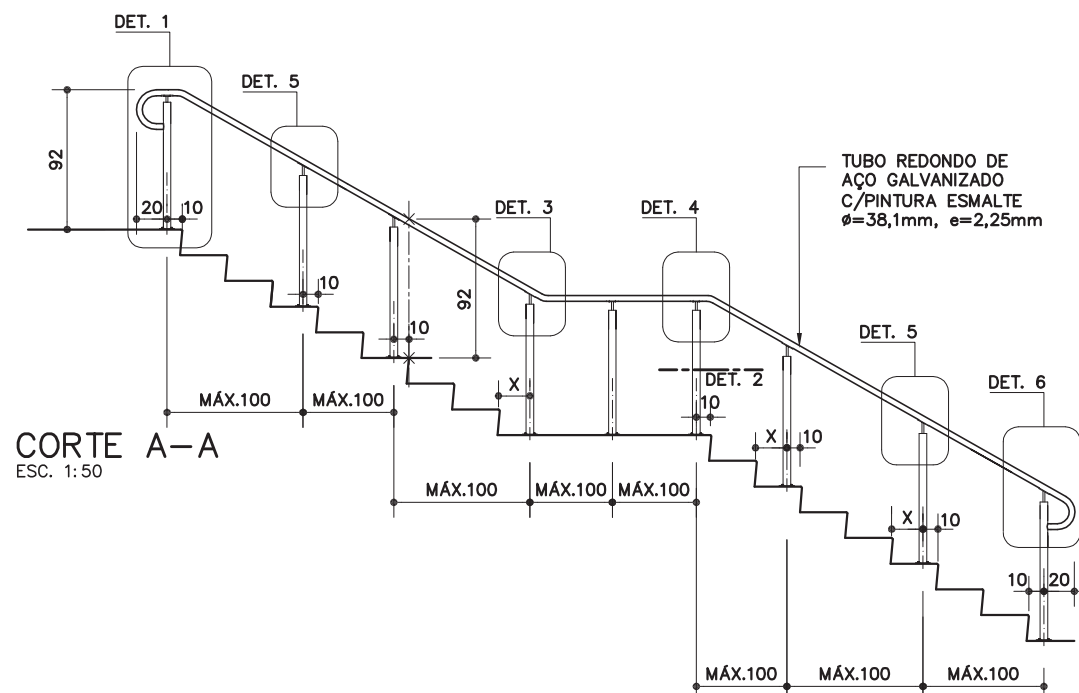 DET. 1
DET. 5
92
20
10
DET. 3
DET. 4
TUBO REDONDO DE
AÇO GALVANIZADO
C/PINTURA ESMALTE
ø=38,1mm, e=2,25mm
10
92
10
DET. 5
DET. 2
DET. 6
X
10
MÁX.100
MÁX.100
X
10
CORTE A-A
ESC. 1:50
MÁX.100
MÁX.100
MÁX.100
X
10
10
20
MÁX.100
MÁX.100
MÁX.100